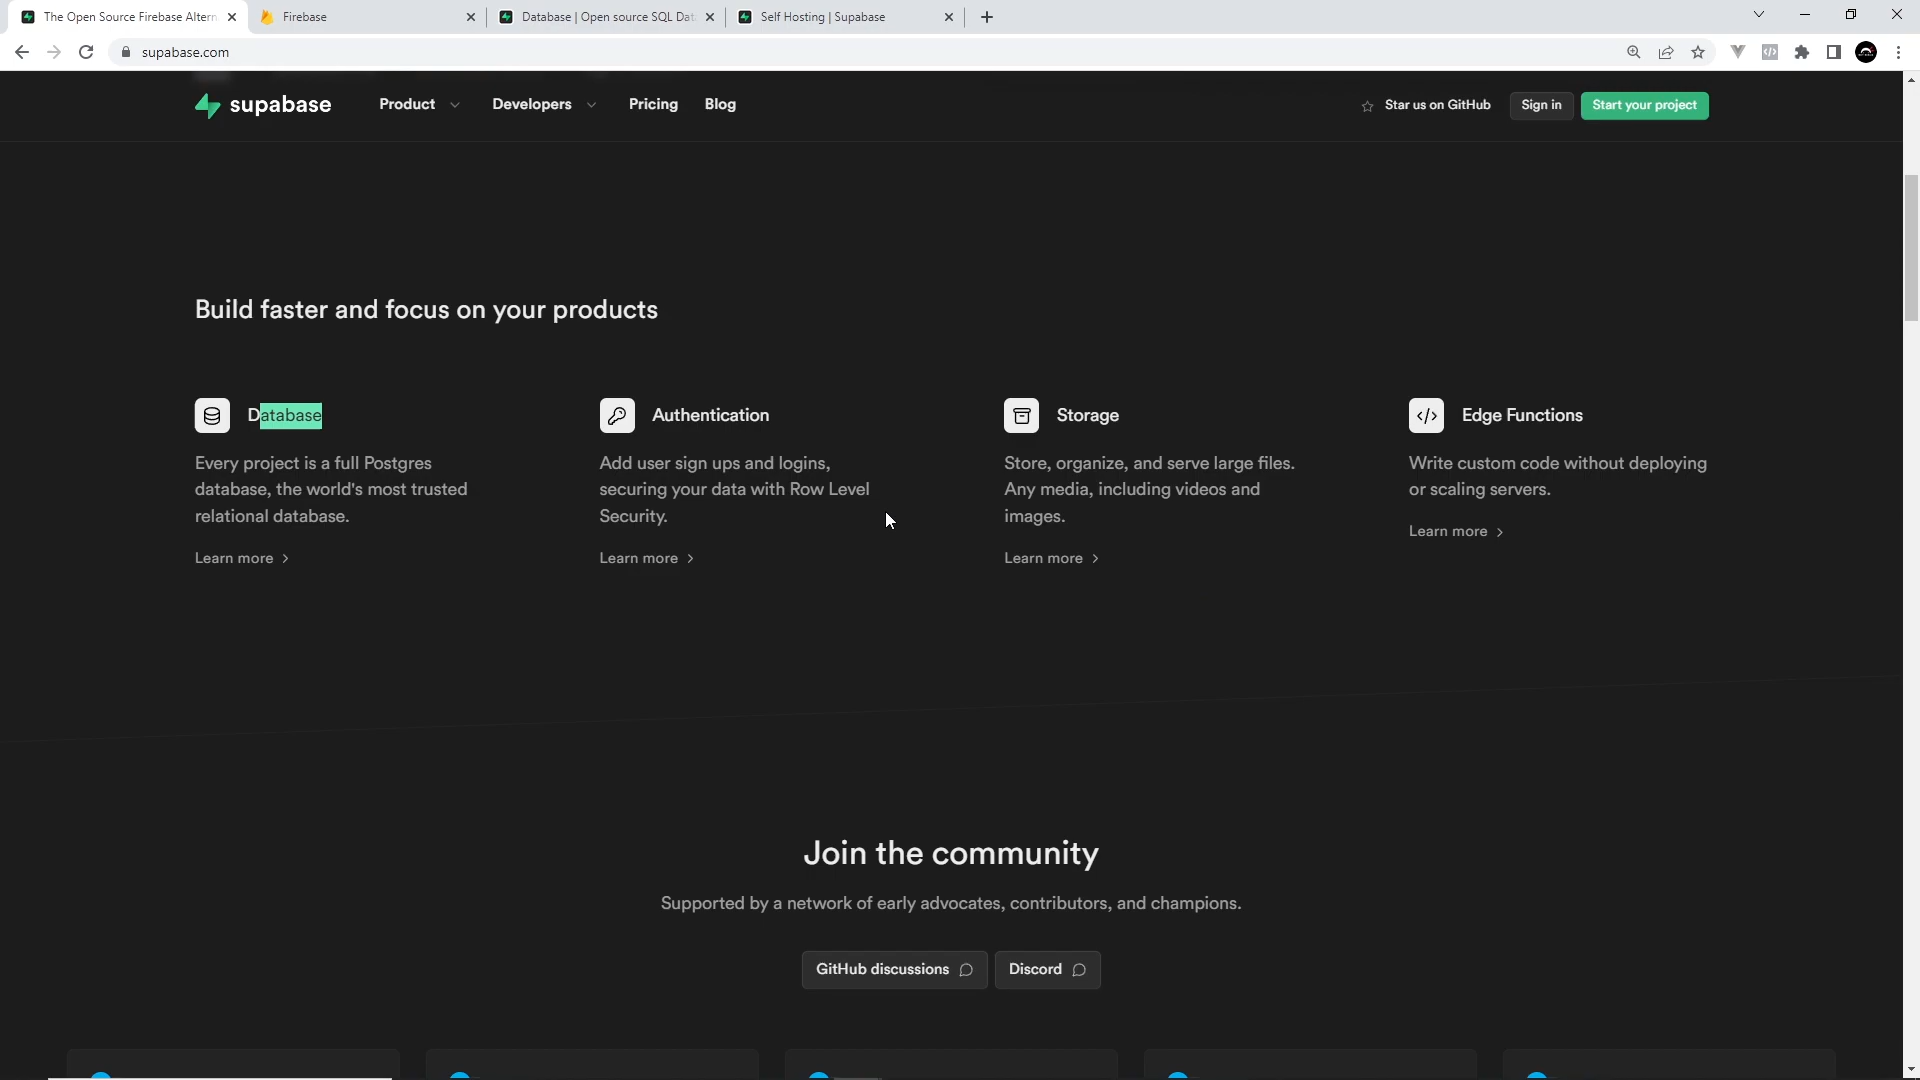 The Open Source Firebase Altern
Firebase
Database | Open source SQL Dat
Self Hosting | Supabase
supabase.com
supabase
Product
Developers
Pricing
Blog
Star us on GitHub
Sign in
Start your project
Build faster and focus on your products
Database
Authentication
Storage
Edge Functions
Every project is a full Postgres
database, the world's most trusted
relational database.
Learn more
Add user sign ups and logins,
securing your data with Row Level
Security.
Learn more
Store, organize, and serve large files.
Any media, including videos and
images.
Learn more
Write custom code without deploying
or scaling servers.
Learn more
Join the community
Supported by a network of early advocates, contributors, and champions.
GitHub discussions
Discord